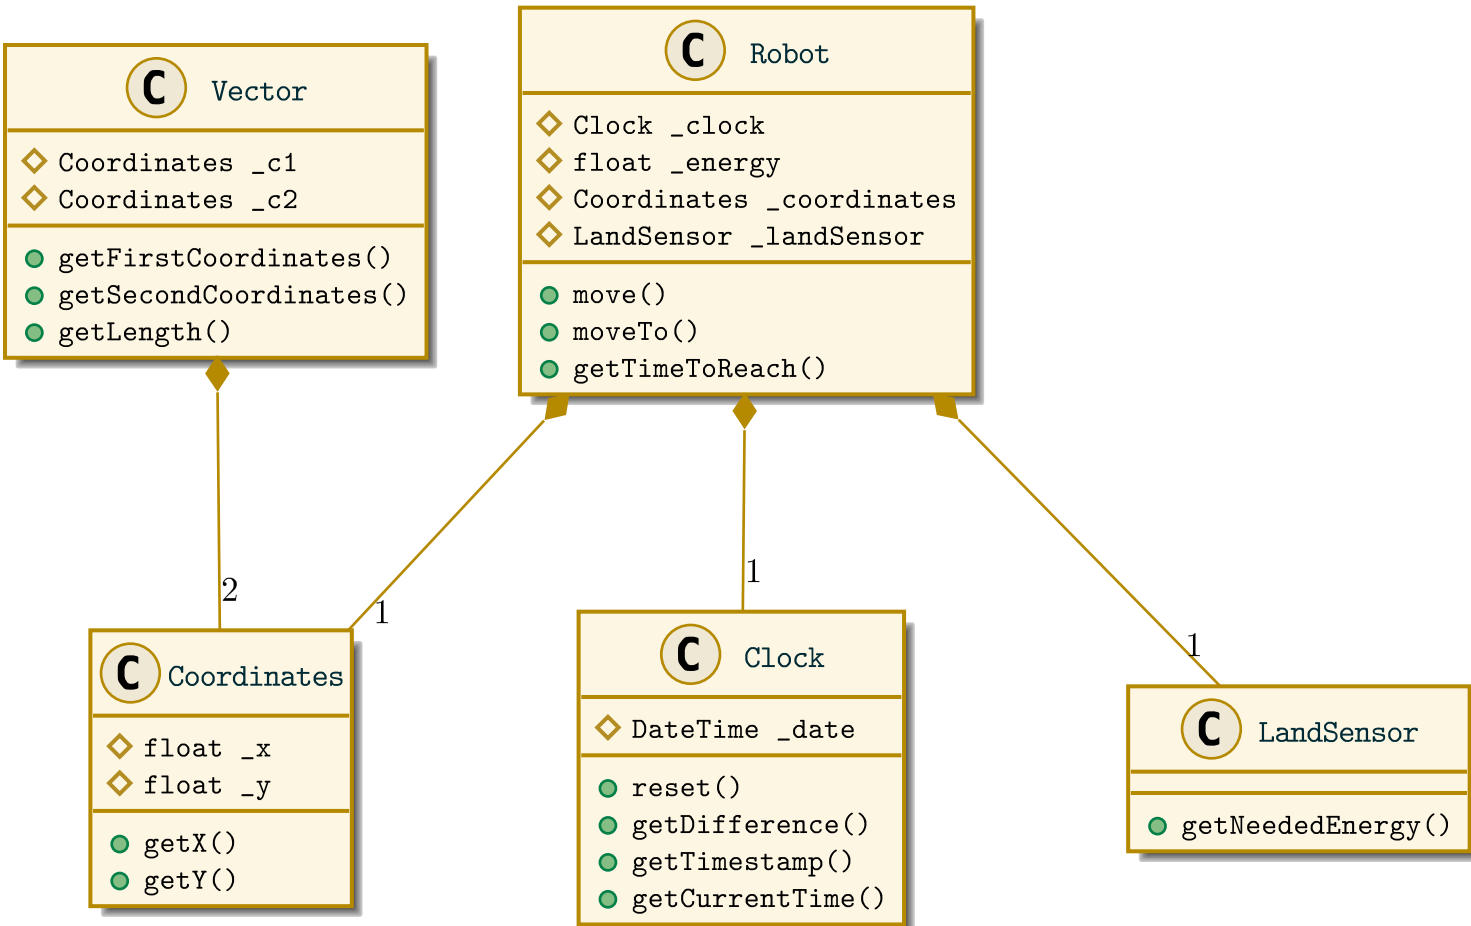 C Vector
Coordinates _c1
Coordinates _c2
getFirstCoordinates()
getSecondCoordinates()
getLength()
C Robot
Clock _clock
float _energy
Coordinates _coordinates
LandSensor _landSensor
move()
moveTo()
getTimeToReach()
2
1
1
1
C Coordinates
float _x
float _y
getX()
getY()
C Clock
DateTime _date
reset()
getDifference()
getTimestamp()
getCurrentTime()
C LandSensor
getNeededEnergy()